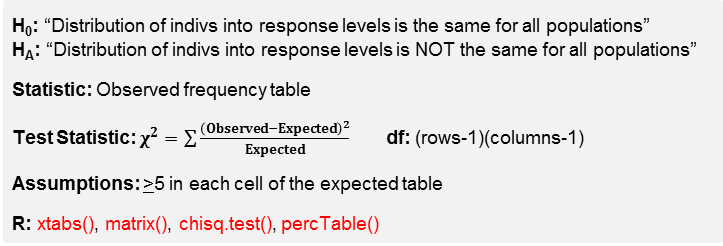 H₀: “Distribution of indivs into response levels is the same for all populations”
H_A: “Distribution of indivs into response levels is NOT the same for all populations”
Statistic: Observed frequency table
Test Statistic: χ² = ∑ (Observed−Expected)² / Expected df: (rows-1)(columns-1)
Assumptions: ≥5 in each cell of the expected table
R: xtabs(), matrix(), chisq.test(), percTable()